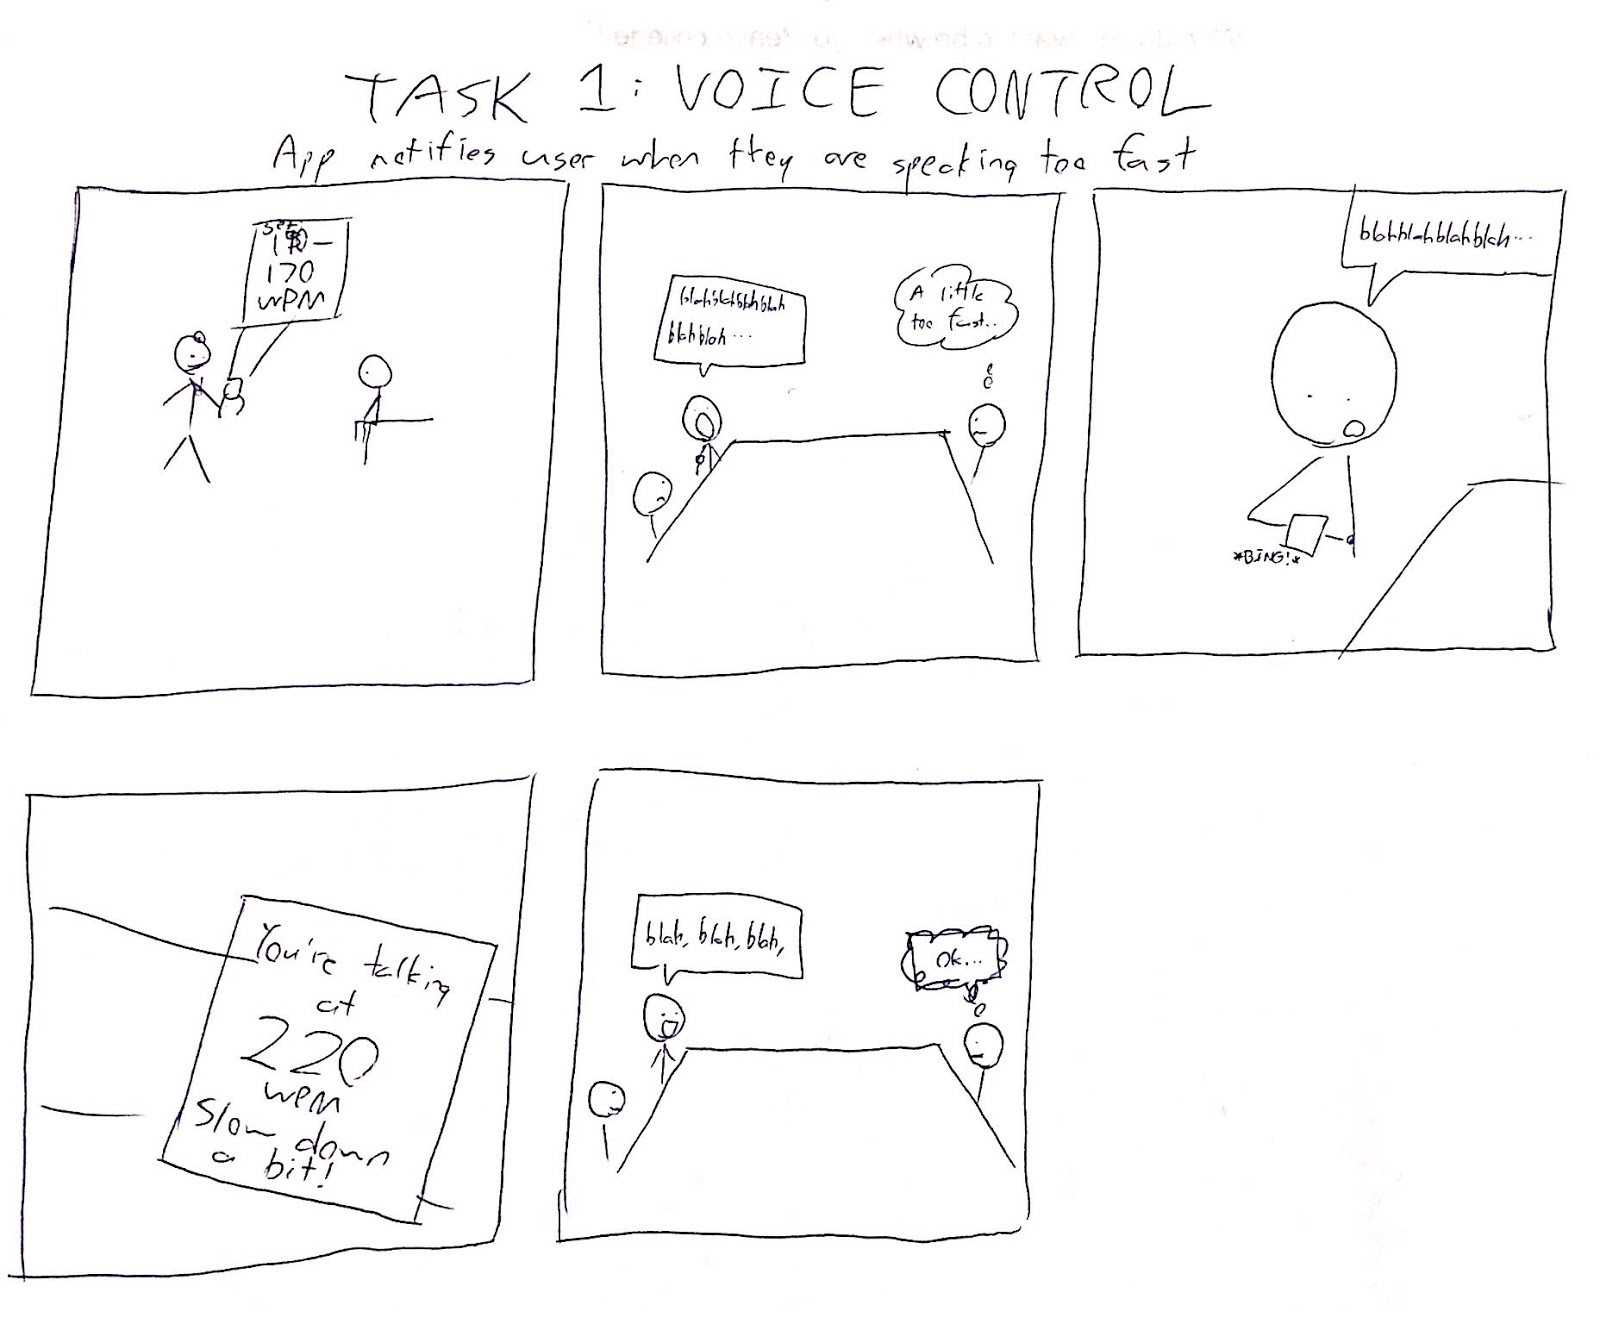 TASK 1: VOICE CONTROL
App notifies user when they are speaking too fast
Set
170
WPM
blahblahblahblah
blahblah...
A little
too fast..
blahblahblahblah...
*BING!*
You're talking
at
220
WPM
Slow down
a bit!
blah, blah, blah,
Ok...